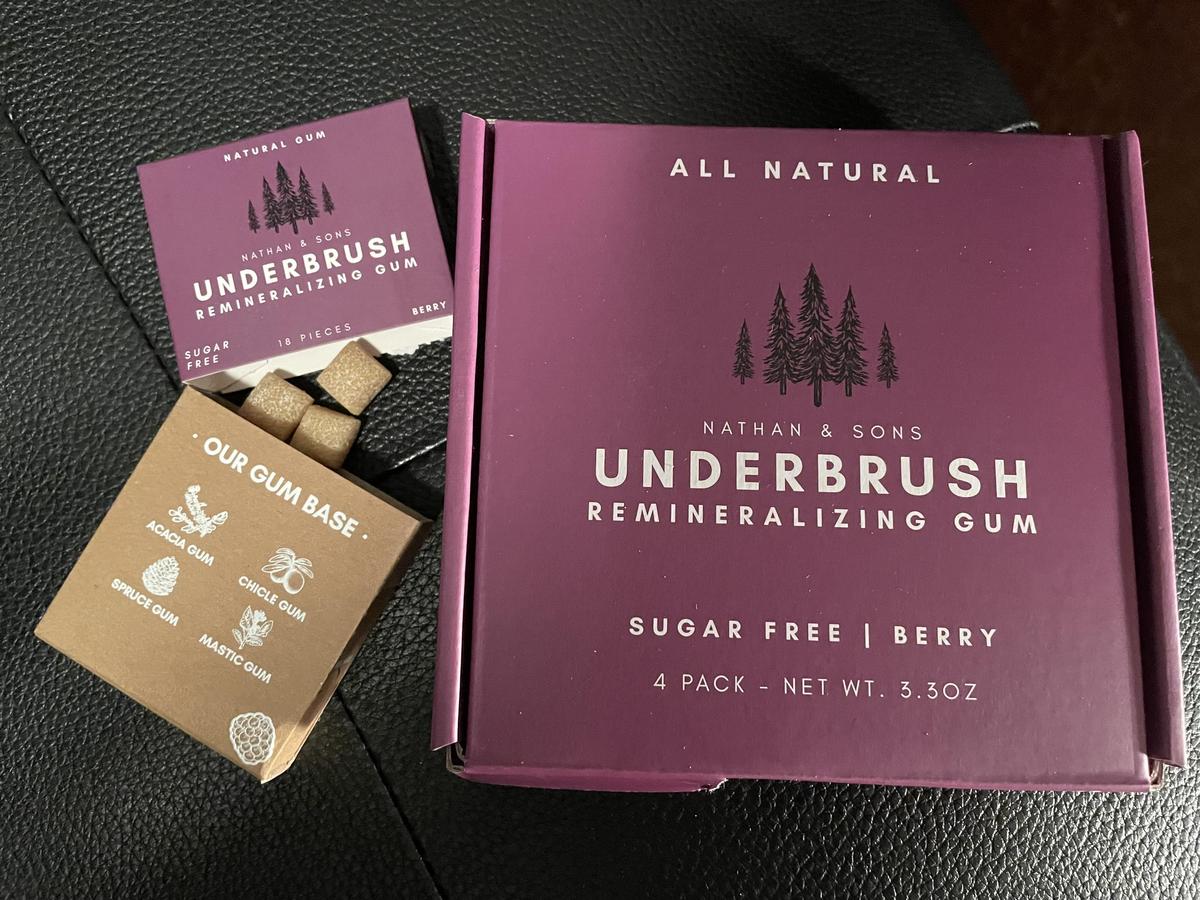 NATURAL GUM
NATHAN & SONS
UNDERBRUSH
REMINERALIZING GUM
BERRY
18 PIECES
SUGAR
FREE
• OUR GUM BASE •
ACACIA GUM
CHICLE GUM
SPRUCE GUM
MASTIC GUM
ALL NATURAL
NATHAN & SONS
UNDERBRUSH
REMINERALIZING GUM
SUGAR FREE | BERRY
4 PACK - NET WT. 3.3OZ